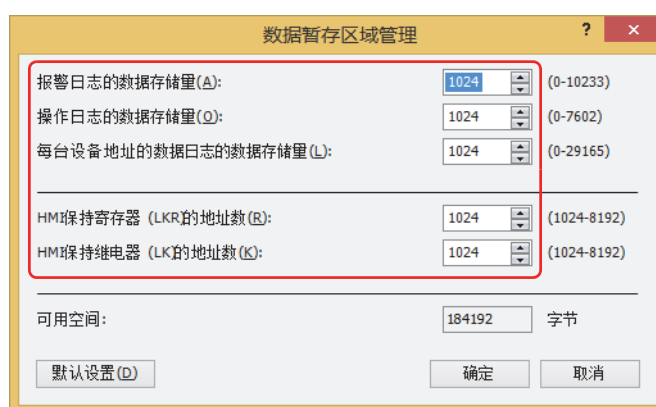 数据暂存区域管理 ? ×
报警日志的数据存储量(A): 1024 (0-10233)
操作日志的数据存储量(O): 1024 (0-7602)
每台设备地址的数据日志的数据存储量(L): 1024 (0-29165)
HMI保持寄存器 (LKR)的地址数(R): 1024 (1024-8192)
HMI保持继电器 (LK)的地址数(K): 1024 (1024-8192)
可用空间: 184192 字节
默认设置(D) 确定 取消